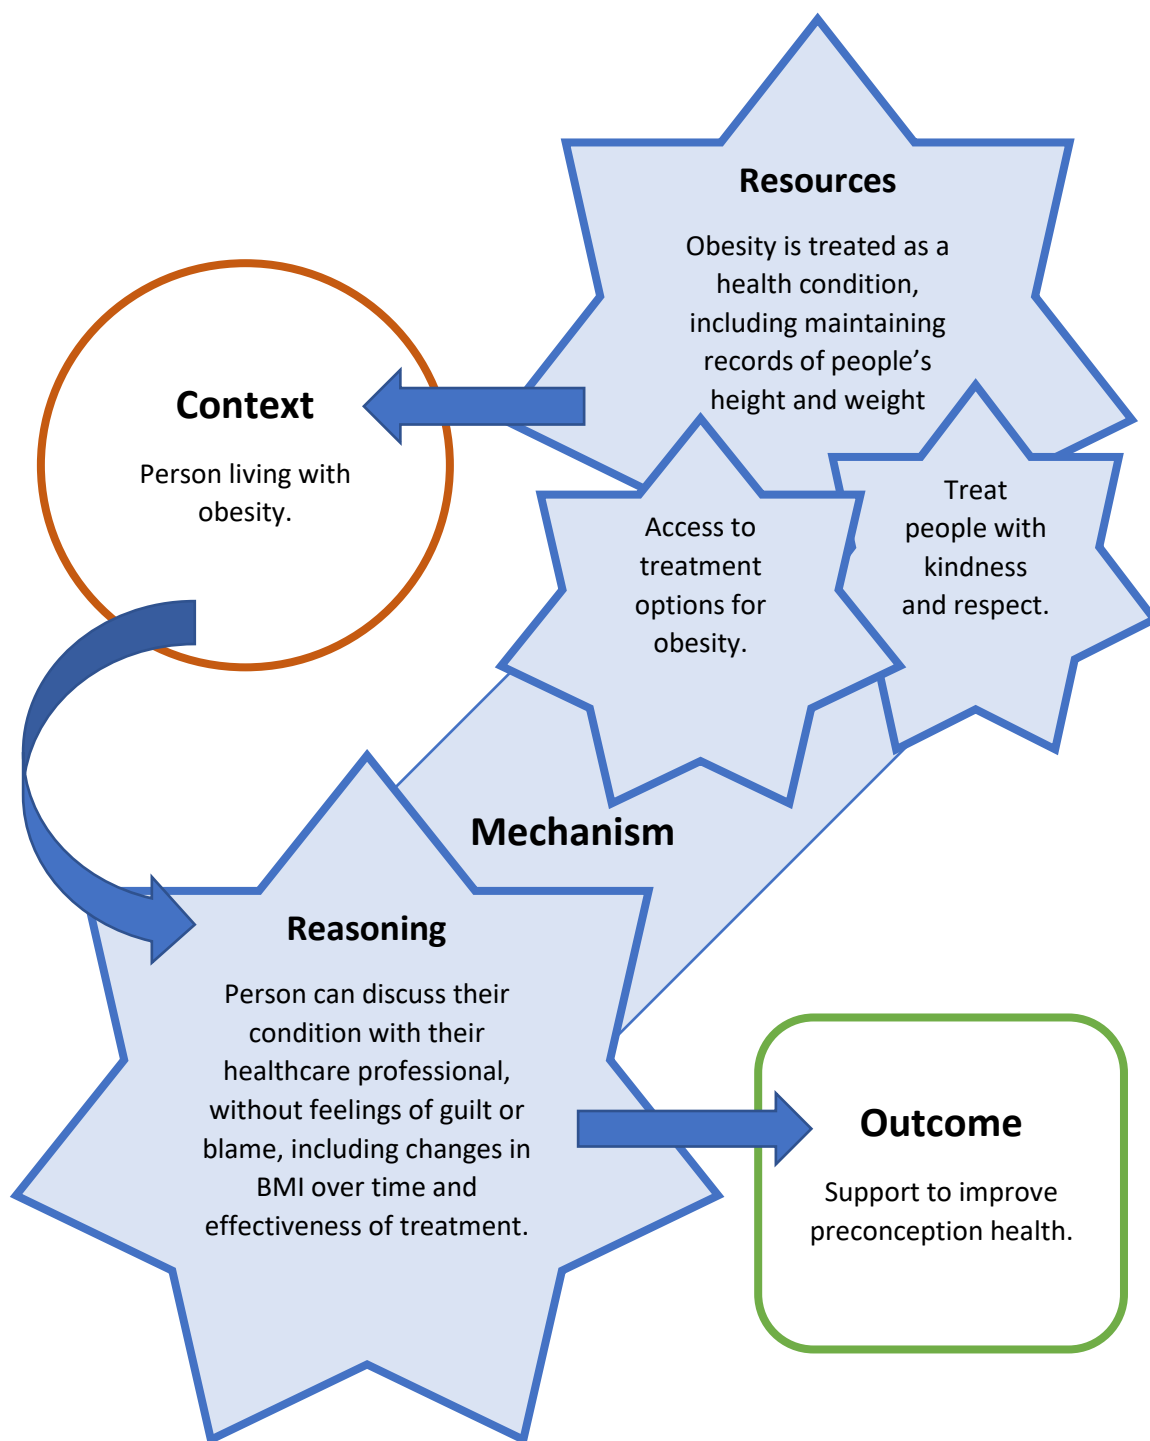 Resources
Obesity is treated as a
health condition,
including maintaining
records of people’s
height and weight
Context
Person living with
obesity.
Access to
treatment
options for
obesity.
Treat
people with
kindness
and respect.
Mechanism
Reasoning
Person can discuss their
condition with their
healthcare professional,
without feelings of guilt or
blame, including changes in
BMI over time and
effectiveness of treatment.
Outcome
Support to improve
preconception health.